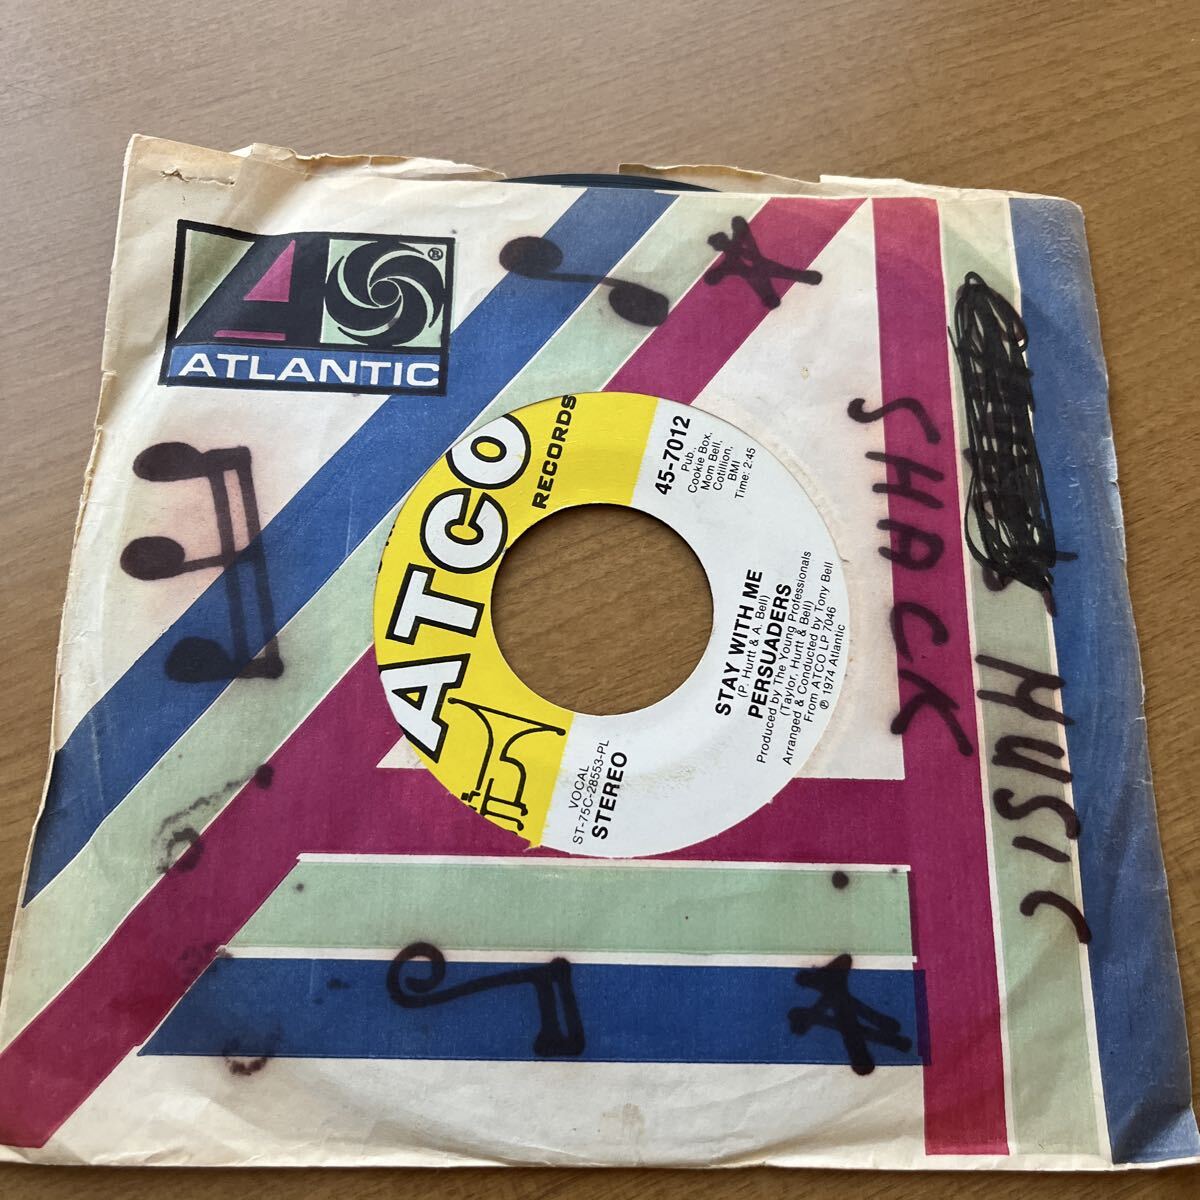 ATLANTIC
®
ATCO
RECORDS
45-7012
Pub.,
Cookie Box,
Mom Bell,
Cotillion,
BMI
Time: 2:45
VOCAL
ST-75C-28553-PL
STEREO
STAY WITH ME
(P. Hurtt & A. Bell)
PERSUADERS
Produced by The Young Professionals
(Taylor, Hurtt & Bell)
Arranged & Conducted by Tony Bell
From ATCO LP 7046
℗ 1974 Atlantic
MUSIC
SHACK